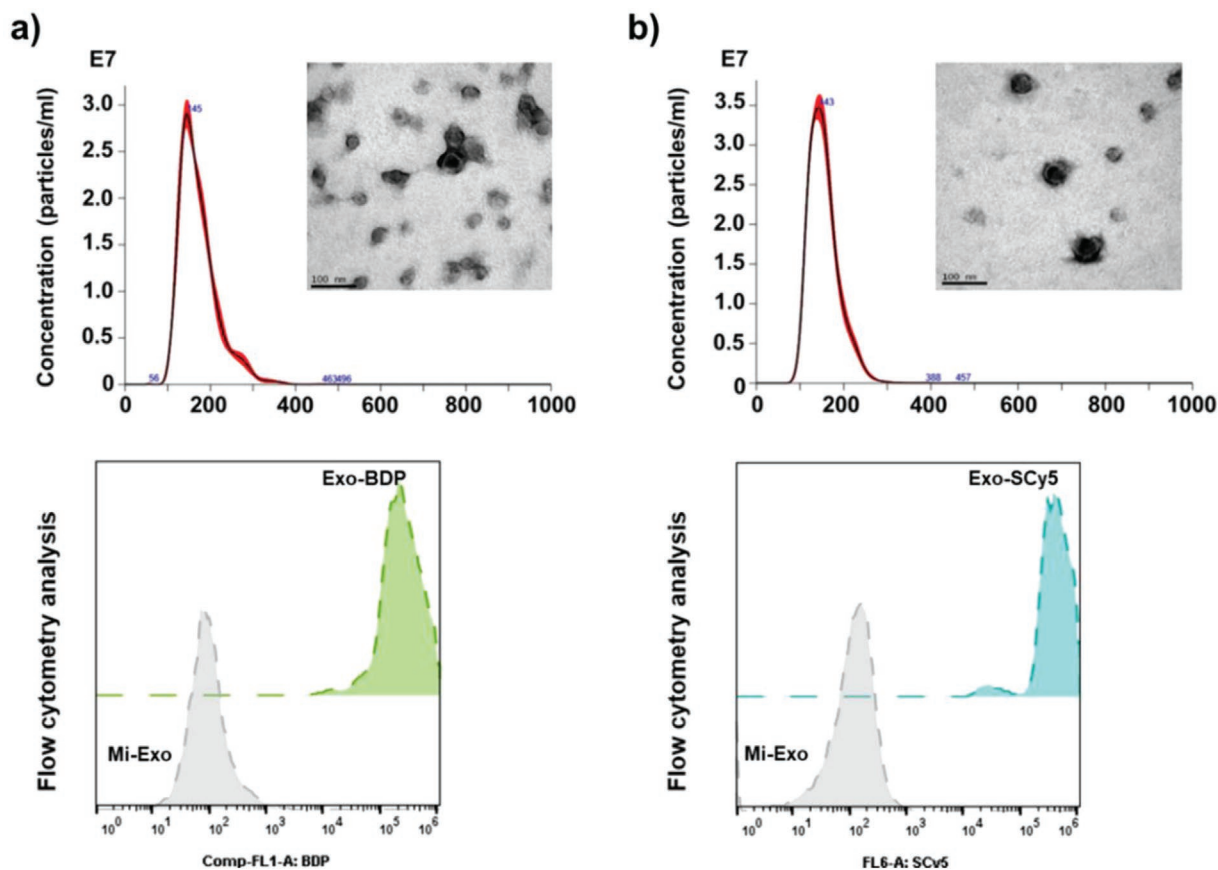 a)
E7
Concentration (particles/ml)
3.0
2.5
2.0
1.5
1.0
0.5
0
145
56
463496
100 nm
0 200 400 600 800 1000
b)
E7
Concentration (particles/ml)
3.5
3.0
2.5
2.0
1.5
1.0
0.5
0
143
388 457
100 nm
0 200 400 600 800 1000
Flow cytometry analysis
Exo-BDP
Mi-Exo
10^0 10^1 10^2 10^3 10^4 10^5 10^6
Comp-FL1-A: BDP
Flow cytometry analysis
Exo-SCy5
Mi-Exo
10^0 10^1 10^2 10^3 10^4 10^5 10^6
FL6-A: SCy5